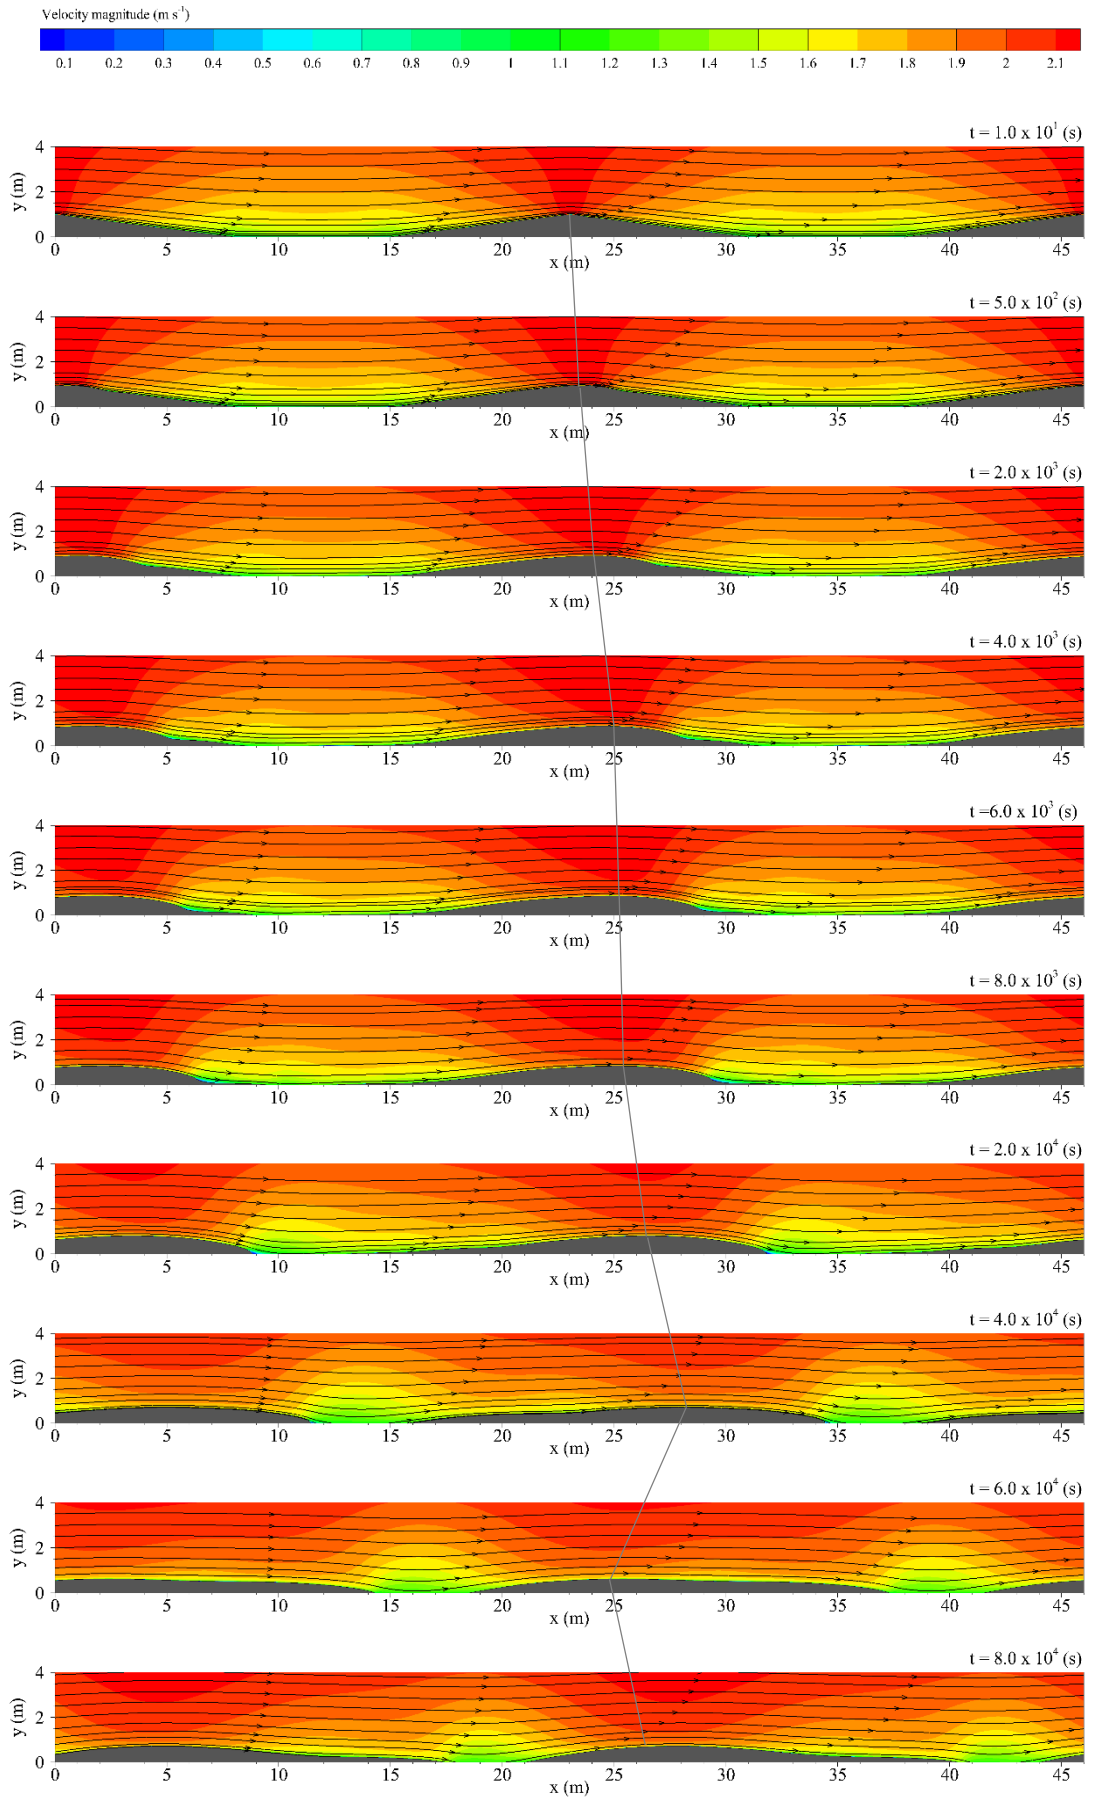 Velocity magnitude (m s⁻¹)
0.1 0.2 0.3 0.4 0.5 0.6 0.7 0.8 0.9 1 1.1 1.2 1.3 1.4 1.5 1.6 1.7 1.8 1.9 2 2.1
t = 1.0 x 10¹ (s)
y (m)
4
2
0
0 5 10 15 20 25 30 35 40 45
x (m)
t = 5.0 x 10² (s)
y (m)
4
2
0
0 5 10 15 20 25 30 35 40 45
x (m)
t = 2.0 x 10³ (s)
y (m)
4
2
0
0 5 10 15 20 25 30 35 40 45
x (m)
t = 4.0 x 10³ (s)
y (m)
4
2
0
0 5 10 15 20 25 30 35 40 45
x (m)
t =6.0 x 10³ (s)
y (m)
4
2
0
0 5 10 15 20 25 30 35 40 45
x (m)
t = 8.0 x 10³ (s)
y (m)
4
2
0
0 5 10 15 20 25 30 35 40 45
x (m)
t = 2.0 x 10⁴ (s)
y (m)
4
2
0
0 5 10 15 20 25 30 35 40 45
x (m)
t = 4.0 x 10⁴ (s)
y (m)
4
2
0
0 5 10 15 20 25 30 35 40 45
x (m)
t = 6.0 x 10⁴ (s)
y (m)
4
2
0
0 5 10 15 20 25 30 35 40 45
x (m)
t = 8.0 x 10⁴ (s)
y (m)
4
2
0
0 5 10 15 20 25 30 35 40 45
x (m)